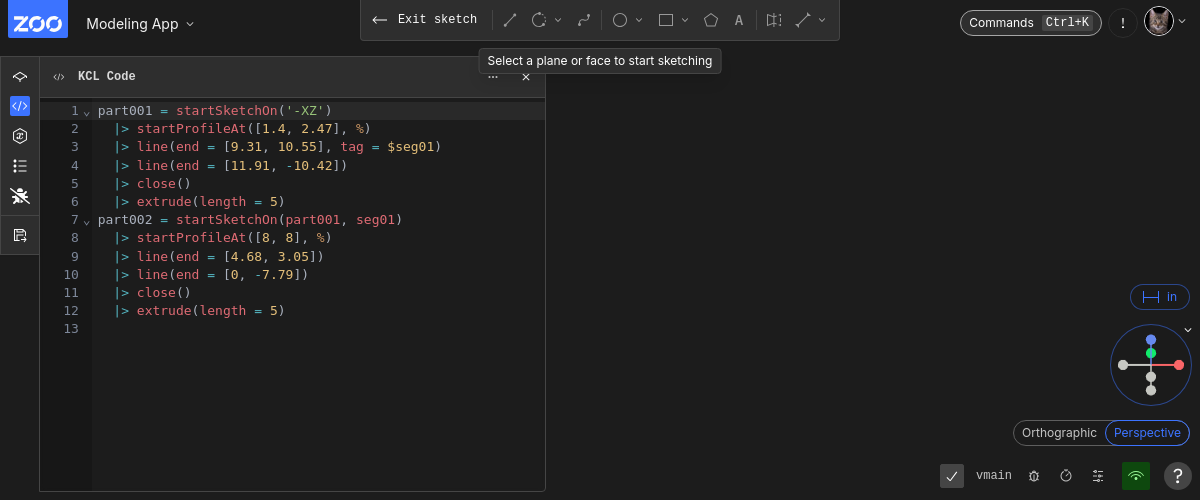 ZOO
Modeling App
Exit sketch
A
Commands Ctrl+K
!
Select a plane or face to start sketching
KCL Code
1 part001 = startSketchOn('-XZ')
2   |> startProfileAt([1.4, 2.47], %)
3   |> line(end = [9.31, 10.55], tag = $seg01)
4   |> line(end = [11.91, -10.42])
5   |> close()
6   |> extrude(length = 5)
7 part002 = startSketchOn(part001, seg01)
8   |> startProfileAt([8, 8], %)
9   |> line(end = [4.68, 3.05])
10   |> line(end = [0, -7.79])
11   |> close()
12   |> extrude(length = 5)
13
in
Orthographic Perspective
vmain
?